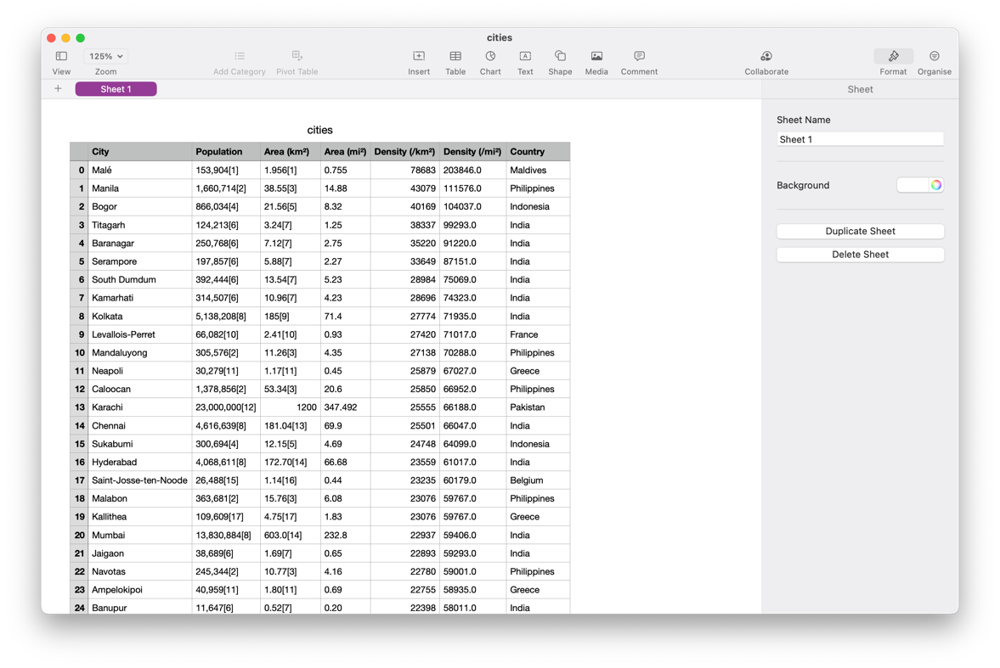 cities
125%
View Zoom Add Category Pivot Table Insert Table Chart Text Shape Media Comment Collaborate Format Organise
+ Sheet 1 Sheet
cities
City Population Area (km²) Area (mi²) Density (/km²) Density (/mi²) Country
0 Malé 153,904[1] 1.956[1] 0.755 78683 203846.0 Maldives
1 Manila 1,660,714[2] 38.55[3] 14.88 43079 111576.0 Philippines
2 Bogor 866,034[4] 21.56[5] 8.32 40169 104037.0 Indonesia
3 Titagarh 124,213[6] 3.24[7] 1.25 38337 99293.0 India
4 Baranagar 250,768[6] 7.12[7] 2.75 35220 91220.0 India
5 Serampore 197,857[6] 5.88[7] 2.27 33649 87151.0 India
6 South Dumdum 392,444[6] 13.54[7] 5.23 28984 75069.0 India
7 Kamarhati 314,507[6] 10.96[7] 4.23 28696 74323.0 India
8 Kolkata 5,138,208[8] 185[9] 71.4 27774 71935.0 India
9 Levallois-Perret 66,082[10] 2.41[10] 0.93 27420 71017.0 France
10 Mandaluyong 305,576[2] 11.26[3] 4.35 27138 70288.0 Philippines
11 Neapoli 30,279[11] 1.17[11] 0.45 25879 67027.0 Greece
12 Caloocan 1,378,856[2] 53.34[3] 20.6 25850 66952.0 Philippines
13 Karachi 23,000,000[12] 1200 347.492 25555 66188.0 Pakistan
14 Chennai 4,616,639[8] 181.04[13] 69.9 25501 66047.0 India
15 Sukabumi 300,694[4] 12.15[5] 4.69 24748 64099.0 Indonesia
16 Hyderabad 4,068,611[8] 172.70[14] 66.68 23559 61017.0 India
17 Saint-Josse-ten-Noode 26,488[15] 1.14[16] 0.44 23235 60179.0 Belgium
18 Malabon 363,681[2] 15.76[3] 6.08 23076 59767.0 Philippines
19 Kallithea 109,609[17] 4.75[17] 1.83 23076 59767.0 Greece
20 Mumbai 13,830,884[8] 603.0[14] 232.8 22937 59406.0 India
21 Jaigaon 38,689[6] 1.69[7] 0.65 22893 59293.0 India
22 Navotas 245,344[2] 10.77[3] 4.16 22780 59001.0 Philippines
23 Ampelokipoi 40,959[11] 1.80[11] 0.69 22755 58935.0 Greece
24 Banupur 11,647[6] 0.52[7] 0.20 22398 58011.0 India
Sheet Name
Sheet 1
Background
Duplicate Sheet
Delete Sheet